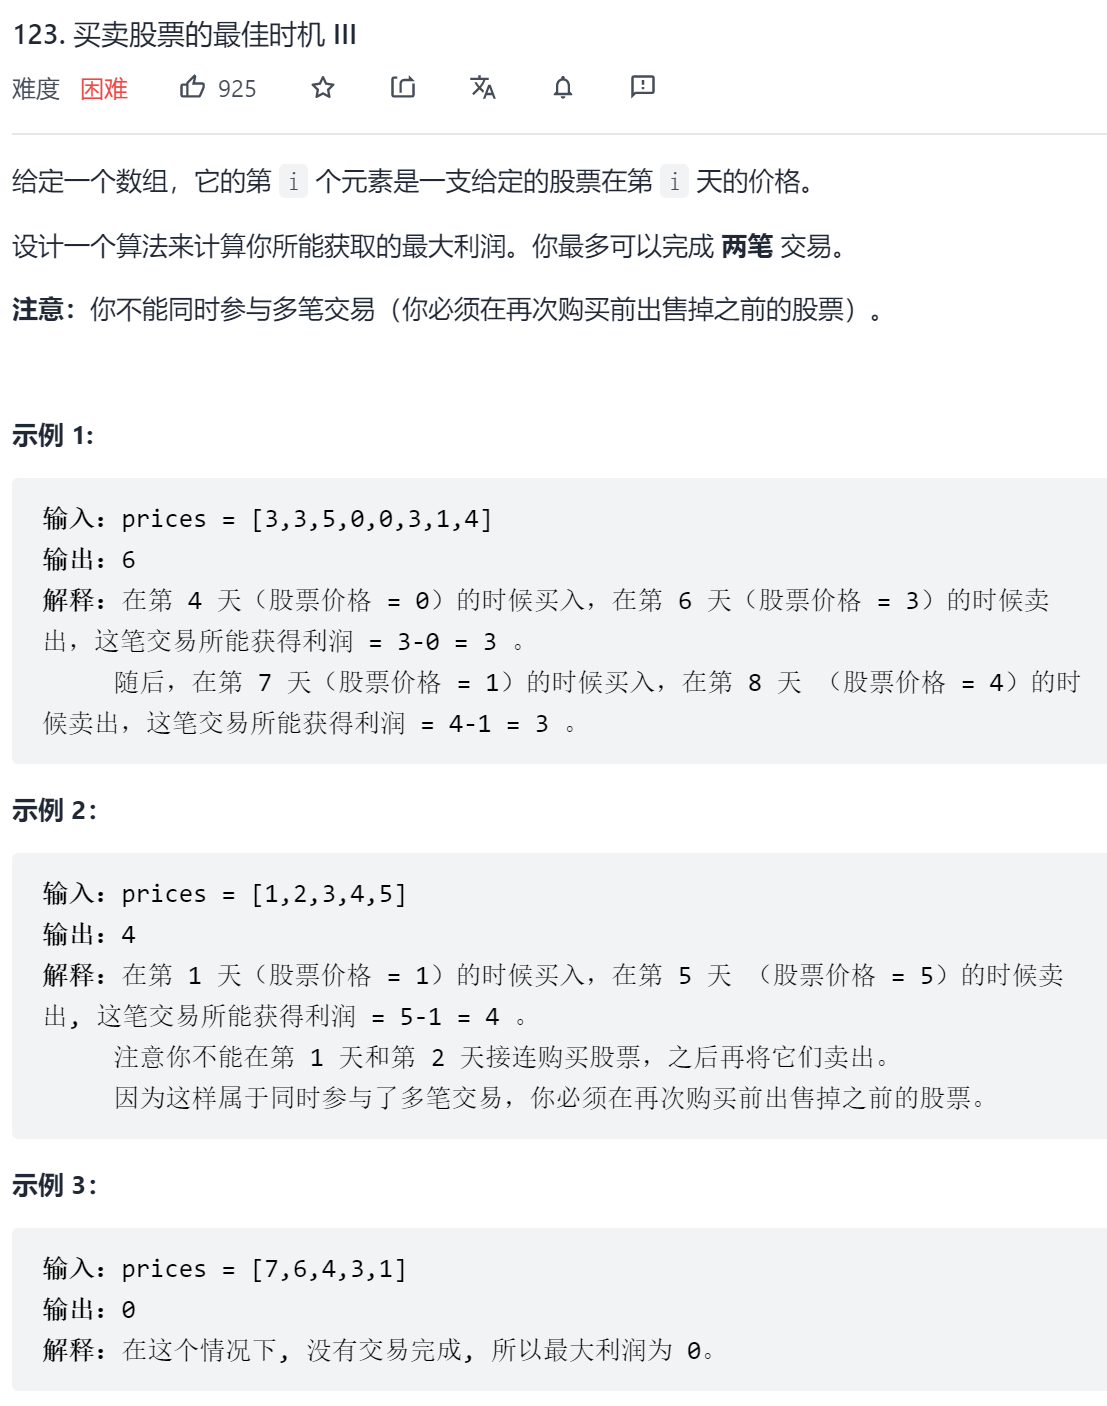 123. 买卖股票的最佳时机 III
难度 困难 925
给定一个数组，它的第 i 个元素是一支给定的股票在第 i 天的价格。
设计一个算法来计算你所能获取的最大利润。你最多可以完成 两笔 交易。
注意：你不能同时参与多笔交易（你必须在再次购买前出售掉之前的股票）。
示例 1:
输入：prices = [3,3,5,0,0,3,1,4]
输出：6
解释：在第 4 天（股票价格 = 0）的时候买入，在第 6 天（股票价格 = 3）的时候卖
出，这笔交易所能获得利润 = 3-0 = 3 。
随后，在第 7 天（股票价格 = 1）的时候买入，在第 8 天 （股票价格 = 4）的时
候卖出，这笔交易所能获得利润 = 4-1 = 3 。
示例 2：
输入：prices = [1,2,3,4,5]
输出：4
解释：在第 1 天（股票价格 = 1）的时候买入，在第 5 天 （股票价格 = 5）的时候卖
出, 这笔交易所能获得利润 = 5-1 = 4 。
注意你不能在第 1 天和第 2 天接连购买股票，之后再将它们卖出。
因为这样属于同时参与了多笔交易，你必须在再次购买前出售掉之前的股票。
示例 3：
输入：prices = [7,6,4,3,1]
输出：0
解释：在这个情况下, 没有交易完成, 所以最大利润为 0。